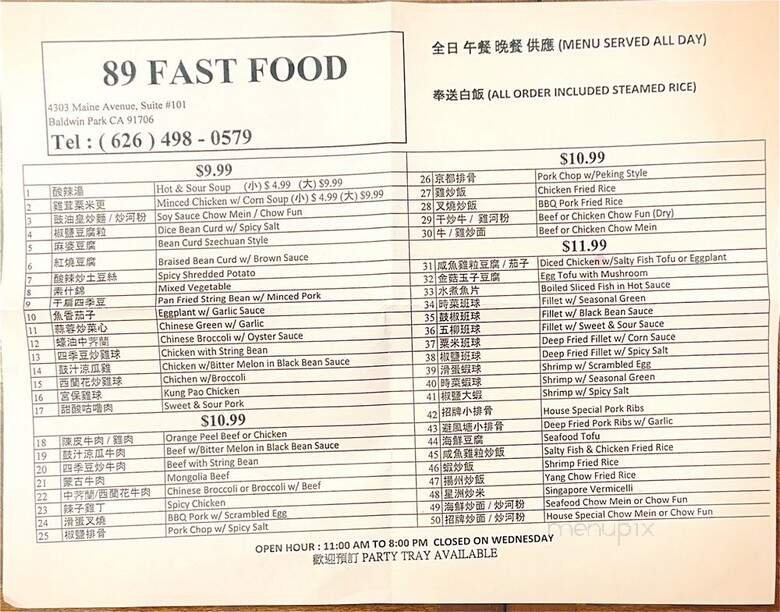 89 FAST FOOD
4303 Maine Avenue, Suite #101
Baldwin Park CA 91706
Tel : ( 626 ) 498 - 0579
全日 午餐 晚餐 供應 (MENU SERVED ALL DAY)
奉送白飯 (ALL ORDER INCLUDED STEAMED RICE)
$9.99
1 酸辣湯 Hot & Sour Soup (小) $ 4.99 (大) $9.99
2 雞茸粟米更 Minced Chicken w/ Corn Soup (小) $ 4.99 (大) $9.99
3 豉油皇炒麵 / 炒河粉 Soy Sauce Chow Mein / Chow Fun
4 椒鹽豆腐粒 Dice Bean Curd w/ Spicy Salt
5 麻婆豆腐 Bean Curd Szechuan Style
6 紅燒豆腐 Braised Bean Curd w/ Brown Sauce
7 酸辣炒土豆絲 Spicy Shredded Potato
8 素什錦 Mixed Vegetable
9 干扁四季豆 Pan Fried String Bean w/ Minced Pork
10 魚香茄子 Eggplant w/ Garlic Sauce
11 蒜蓉炒菜心 Chinese Green w/ Garlic
12 蠔油中芥蘭 Chinese Broccoli w/ Oyster Sauce
13 四季豆炒雞球 Chicken with String Bean
14 豉汁涼瓜雞 Chicken w/Bitter Melon in Black Bean Sauce
15 西蘭花炒雞球 Chichen w/Broccoli
16 宮保雞球 Kung Pao Chicken
17 甜酸咕嚕肉 Sweet & Sour Pork
$10.99
18 陳皮牛肉 / 雞肉 Orange Peel Beef or Chicken
19 豉汁涼瓜牛肉 Beef w/Bitter Melon in Black Bean Sauce
20 四季豆炒牛肉 Beef with String Bean
21 蒙古牛肉 Mongolia Beef
22 中芥蘭/西蘭花牛肉 Chinese Broccoli or Broccoli w/ Beef
23 辣子雞丁 Spicy Chicken
24 滑蛋叉燒 BBQ Pork w/ Scrambled Egg
25 椒鹽排骨 Pork Chop w/ Spicy Salt
$10.99
26 京都排骨 Pork Chop w/Peking Style
27 雞炒飯 Chicken Fried Rice
28 叉燒炒飯 BBQ Pork Fried Rice
29 干炒牛 / 雞河粉 Beef or Chicken Chow Fun (Dry)
30 牛 / 雞炒面 Beef or Chicken Chow Mein
$11.99
31 咸魚雞粒豆腐 / 茄子 Diced Chicken w/Salty Fish Tofu or Eggplant
32 金菇玉子豆腐 Egg Tofu with Mushroom
33 水煮魚片 Boiled Sliced Fish in Hot Sauce
34 時菜班球 Fillet w/ Seasonal Green
35 鼓椒班球 Fillet w/ Black Bean Sauce
36 五柳班球 Fillet w/ Sweet & Sour Sauce
37 粟米班球 Deep Fried Fillet w/ Corn Sauce
38 椒鹽班球 Deep Fried Fillet w/ Spicy Salt
39 滑蛋蝦球 Shrimp w/ Scrambled Egg
40 時菜蝦球 Shrimp w/ Seasonal Green
41 椒鹽大蝦 Shrimp w/ Spicy Salt
42 招牌小排骨 House Special Pork Ribs
43 避風塘小排骨 Deep Fried Pork Ribs w/ Garlic
44 海鮮豆腐 Seafood Tofu
45 咸魚雞粒炒飯 Salty Fish & Chicken Fried Rice
46 蝦炒飯 Shrimp Fried Rice
47 揚州炒飯 Yang Chow Fried Rice
48 星洲炒米 Singapore Vermicelli
49 海鮮炒面 / 炒河粉 Seafood Chow Mein or Chow Fun
50 招牌炒面 / 炒河粉 House Special Chow Mein or Chow Fun
menupix
OPEN HOUR : 11:00 AM TO 8:00 PM CLOSED ON WEDNESDAY
歡迎預訂 PARTY TRAY AVAILABLE